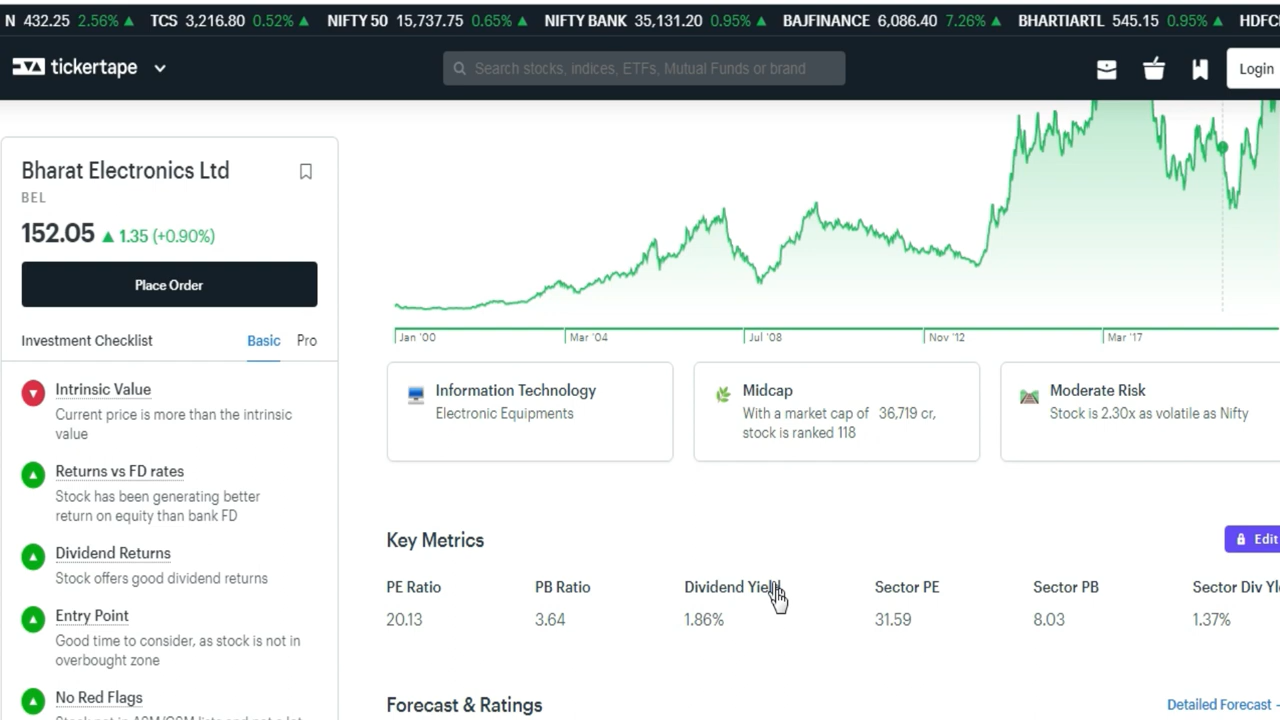 N 432.25 2.56% ▲ TCS 3,216.80 0.52% ▲ NIFTY 50 15,737.75 0.65% ▲ NIFTY BANK 35,131.20 0.95% ▲ BAJFINANCE 6,086.40 7.26% ▲ BHARTIARTL 545.15 0.95% ▲ HDFC
tickertape
Search stocks, indices, ETFs, Mutual Funds or brand
Login
Bharat Electronics Ltd
BEL
152.05 ▲ 1.35 (+0.90%)
Place Order
Investment Checklist Basic Pro
Intrinsic Value
Current price is more than the intrinsic
value
Returns vs FD rates
Stock has been generating better
return on equity than bank FD
Dividend Returns
Stock offers good dividend returns
Entry Point
Good time to consider, as stock is not in
overbought zone
No Red Flags
Jan '00 Mar '04 Jul '08 Nov '12 Mar '17
Information Technology
Electronic Equipments
Midcap
With a market cap of 36,719 cr,
stock is ranked 118
Moderate Risk
Stock is 2.30x as volatile as Nifty
Key Metrics
Edit
PE Ratio PB Ratio Dividend Yield Sector PE Sector PB Sector Div Yi
20.13 3.64 1.86% 31.59 8.03 1.37%
Forecast & Ratings
Detailed Forecast